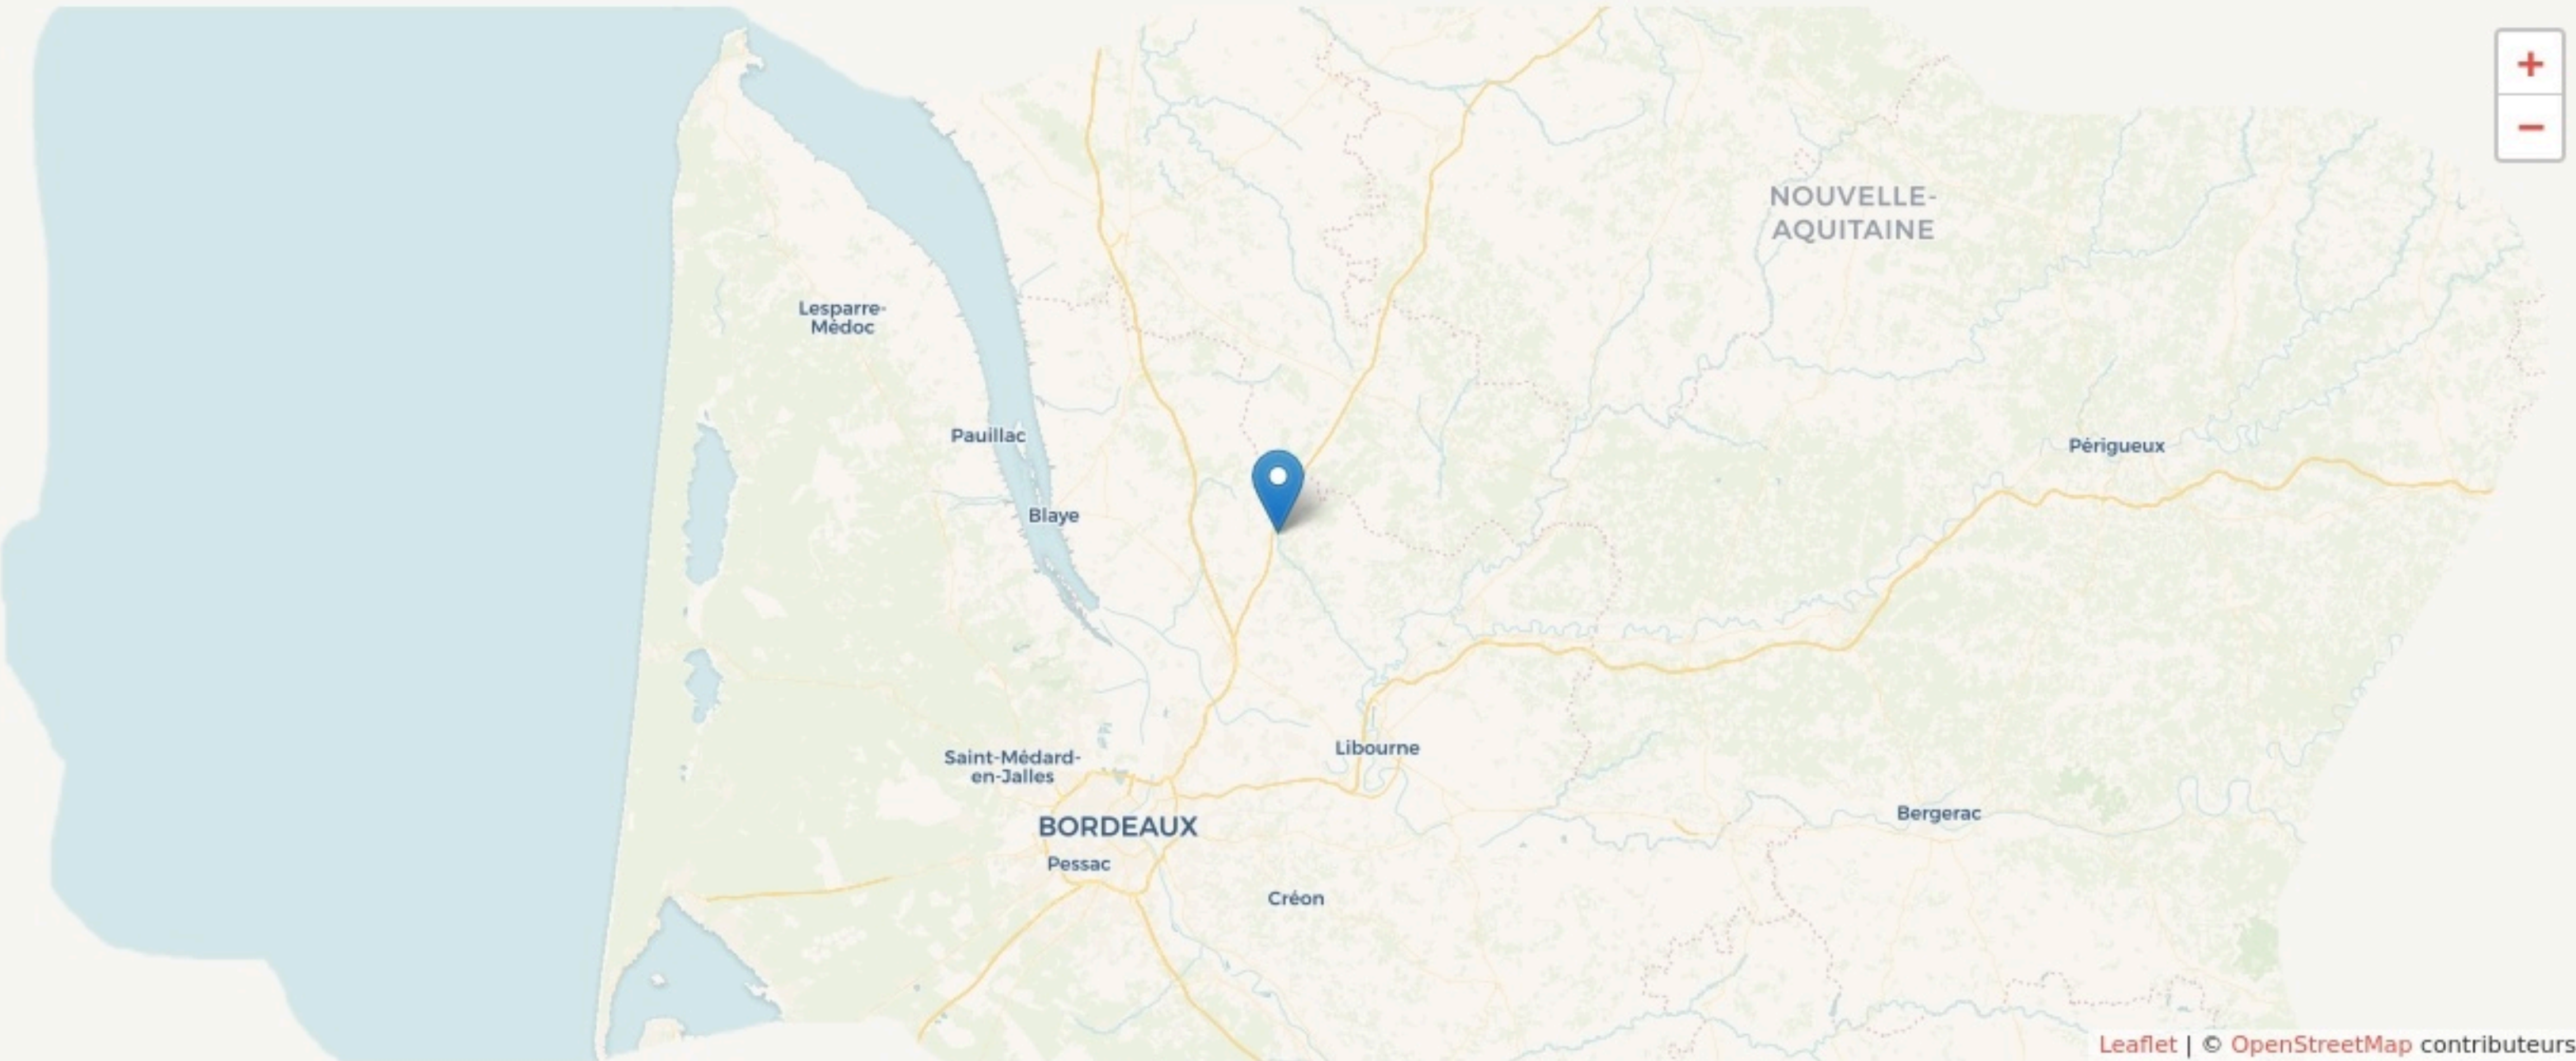 +
−
NOUVELLE-
AQUITAINE
Lesparre-
Médoc
Pauillac
Périgueux
Blaye
Libourne
Saint-Médard-
en-Jalles
Bergerac
BORDEAUX
Pessac
Créon
Leaflet | © OpenStreetMap contributeurs